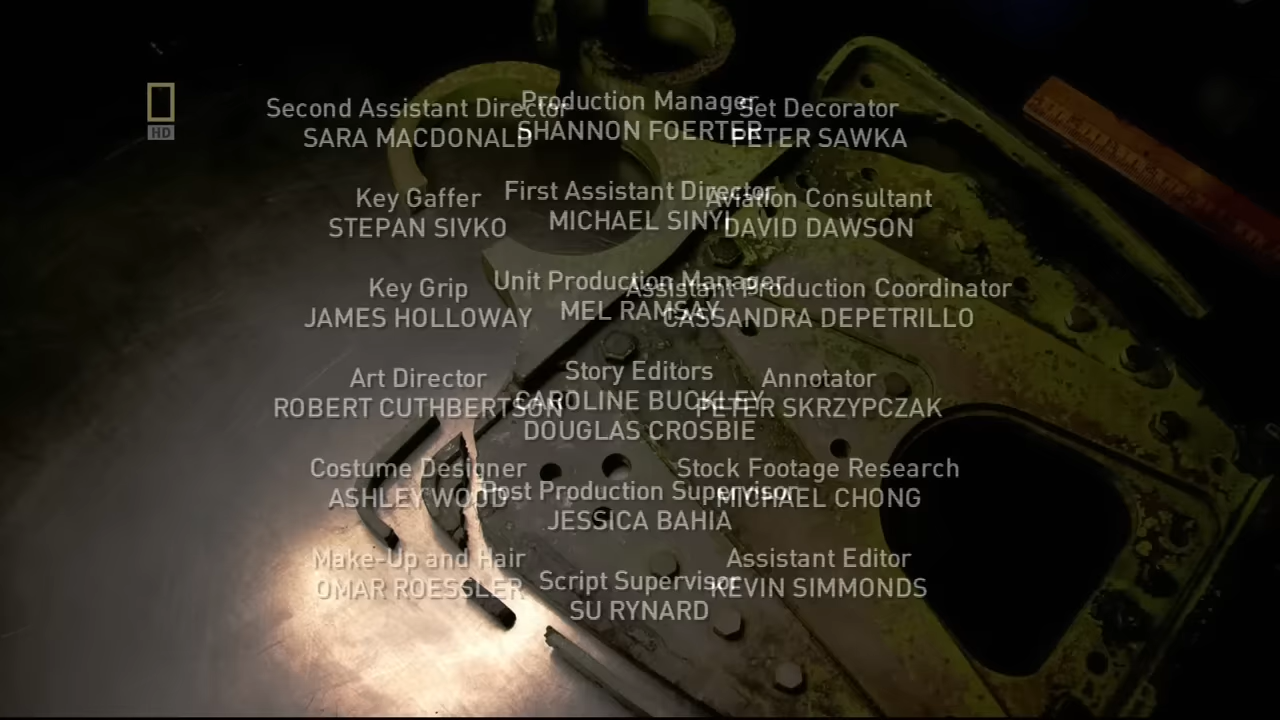 HD
Second Assistant Director
SARA MACDONALD
Key Gaffer
STEPAN SIVKO
Key Grip
JAMES HOLLOWAY
Art Director
ROBERT CUTHBERTSON
Costume Designer
ASHLEY WOOD
Make-Up and Hair
OMAR ROESSLER
Production Manager
SHANNON FOERTER
First Assistant Director
MICHAEL SINYI
Unit Production Manager
MEL RAMSAY
Story Editors
CAROLINE BUCKLEY
DOUGLAS CROSBIE
Post Production Supervisor
JESSICA BAHIA
Script Supervisor
SU RYNARD
Set Decorator
PETER SAWKA
Aviation Consultant
DAVID DAWSON
Assistant Production Coordinator
CASSANDRA DEPETRILLO
Annotator
PETER SKRZYPCZAK
Stock Footage Research
MICHAEL CHONG
Assistant Editor
KEVIN SIMMONDS